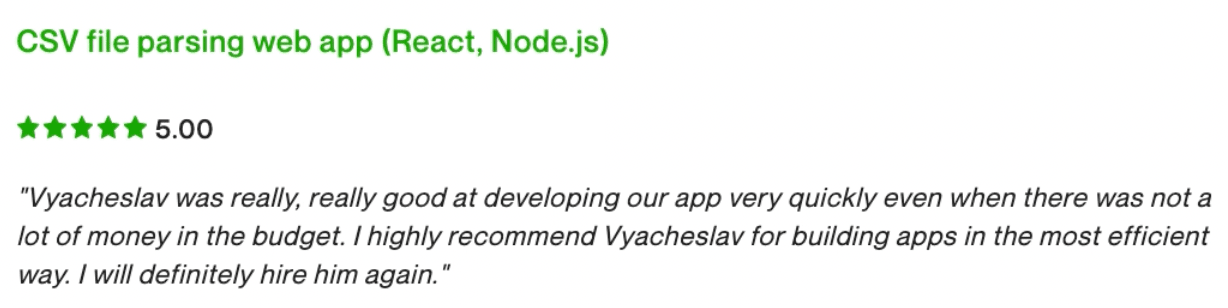 CSV file parsing web app (React, Node.js)
5.00
"Vyacheslav was really, really good at developing our app very quickly even when there was not a
lot of money in the budget. I highly recommend Vyacheslav for building apps in the most efficient
way. I will definitely hire him again."